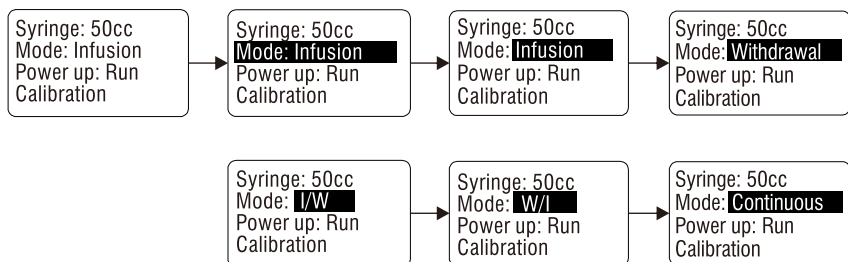 Syringe: 50cc
Mode: Infusion
Power up: Run
Calibration
Syringe: 50cc
Mode: Infusion
Power up: Run
Calibration
Syringe: 50cc
Mode: Infusion
Power up: Run
Calibration
Syringe: 50cc
Mode: Withdrawal
Power up: Run
Calibration
Syringe: 50cc
Mode: I/W
Power up: Run
Calibration
Syringe: 50cc
Mode: W/I
Power up: Run
Calibration
Syringe: 50cc
Mode: Continuous
Power up: Run
Calibration